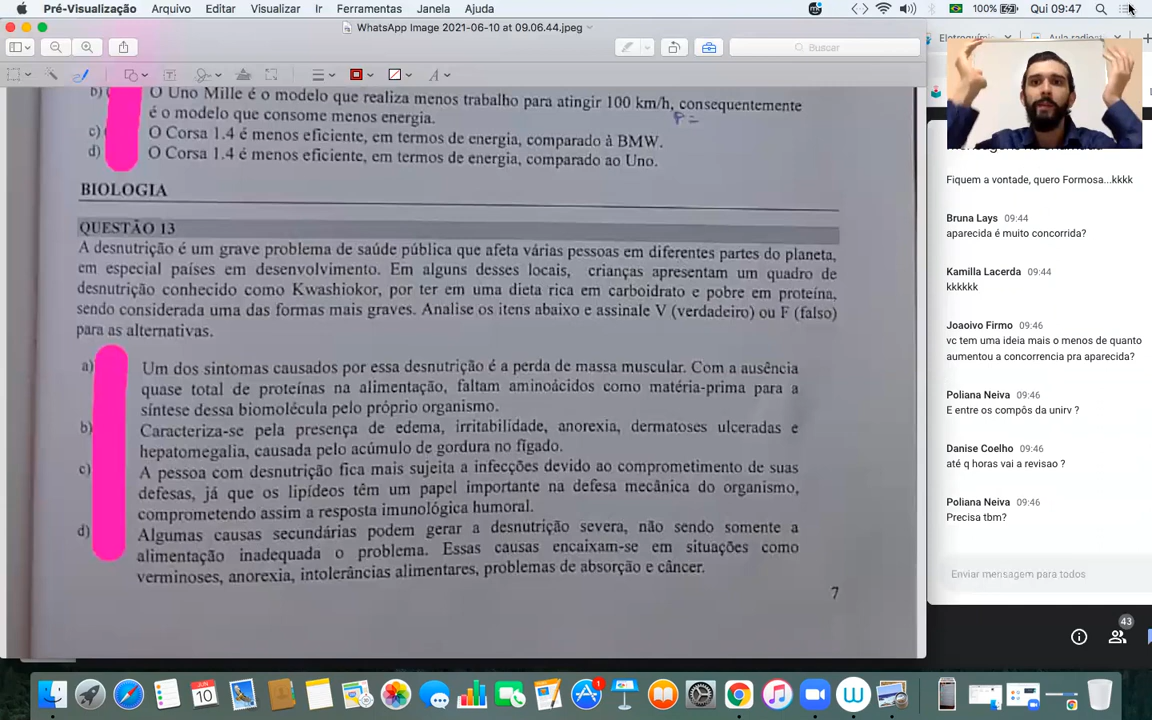 Pré-Visualização Arquivo Editar Visualizar Ir Ferramentas Janela Ajuda 100% Qui 09:47
WhatsApp Image 2021-06-10 at 09.06.44.jpeg
Buscar
b) O Uno Mille é o modelo que realiza menos trabalho para atingir 100 km/h, consequentemente
é o modelo que consome menos energia.
P=
c) O Corsa 1.4 é menos eficiente, em termos de energia, comparado à BMW.
d) O Corsa 1.4 é menos eficiente, em termos de energia, comparado ao Uno.
BIOLOGIA
QUESTÃO 13
A desnutrição é um grave problema de saúde pública que afeta várias pessoas em diferentes partes do planeta,
em especial países em desenvolvimento. Em alguns desses locais, crianças apresentam um quadro de
desnutrição conhecido como Kwashiokor, por ter em uma dieta rica em carboidrato e pobre em proteína,
sendo considerada uma das formas mais graves. Analise os itens abaixo e assinale V (verdadeiro) ou F (falso)
para as alternativas.
a) Um dos sintomas causados por essa desnutrição é a perda de massa muscular. Com a ausência
quase total de proteínas na alimentação, faltam aminoácidos como matéria-prima para a
síntese dessa biomolécula pelo próprio organismo.
b) Caracteriza-se pela presença de edema, irritabilidade, anorexia, dermatoses ulceradas e
hepatomegalia, causada pelo acúmulo de gordura no fígado.
c) A pessoa com desnutrição fica mais sujeita a infecções devido ao comprometimento de suas
defesas, já que os lipídeos têm um papel importante na defesa mecânica do organismo,
comprometendo assim a resposta imunológica humoral.
d) Algumas causas secundárias podem gerar a desnutrição severa, não sendo somente a
alimentação inadequada o problema. Essas causas encaixam-se em situações como
verminoses, anorexia, intolerâncias alimentares, problemas de absorção e câncer.
7
Fiquem a vontade, quero Formosa...kkkk
Bruna Lays 09:44
aparecida é muito concorrida?
Kamilla Lacerda 09:44
kkkkkk
Joaoivo Firmo 09:46
vc tem uma ideia mais o menos de quanto
aumentou a concorrencia pra aparecida?
Poliana Neiva 09:46
E entre os compôs da unirv ?
Danise Coelho 09:46
até q horas vai a revisao ?
Poliana Neiva 09:46
Precisa tbm?
Enviar mensagem para todos
43
JUN
10
1